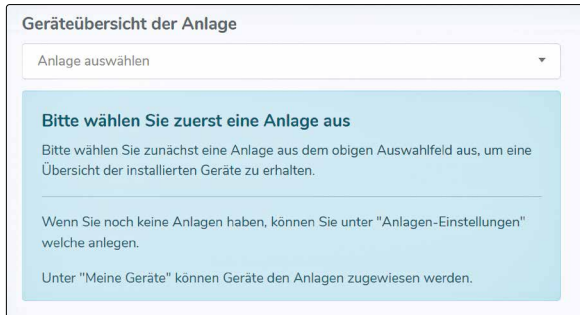 Geräteübersicht der Anlage
Anlage auswählen
Bitte wählen Sie zuerst eine Anlage aus
Bitte wählen Sie zunächst eine Anlage aus dem obigen Auswahlfeld aus, um eine
Übersicht der installierten Geräte zu erhalten.
Wenn Sie noch keine Anlagen haben, können Sie unter "Anlagen-Einstellungen"
welche anlegen.
Unter "Meine Geräte" können Geräte den Anlagen zugewiesen werden.